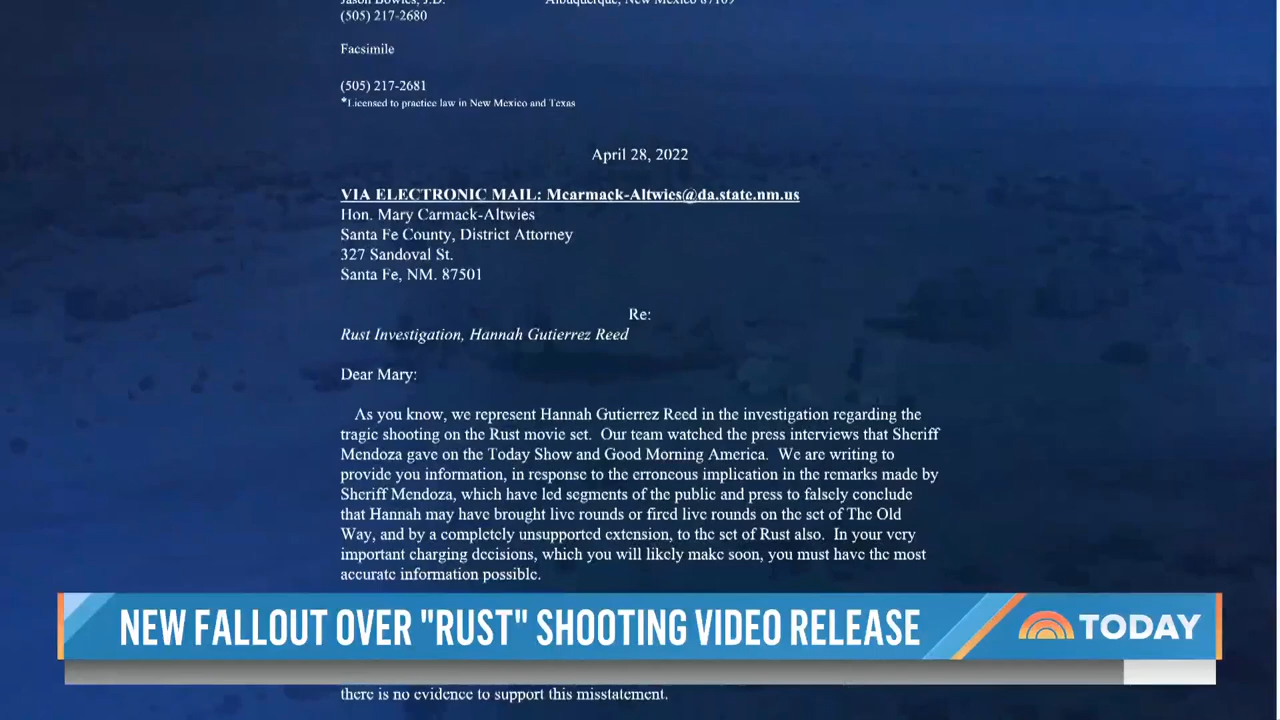 Jason Bowles, J.D. Albuquerque, New Mexico 87109
(505) 217-2680
Facsimile
(505) 217-2681
*Licensed to practice law in New Mexico and Texas
April 28, 2022
VIA ELECTRONIC MAIL: Mcarmack-Altwies@da.state.nm.us
Hon. Mary Carmack-Altwies
Santa Fe County, District Attorney
327 Sandoval St.
Santa Fe, NM. 87501
Re:
Rust Investigation, Hannah Gutierrez Reed
Dear Mary:
As you know, we represent Hannah Gutierrez Reed in the investigation regarding the
tragic shooting on the Rust movie set. Our team watched the press interviews that Sheriff
Mendoza gave on the Today Show and Good Morning America. We are writing to
provide you information, in response to the erroneous implication in the remarks made by
Sheriff Mendoza, which have led segments of the public and press to falsely conclude
that Hannah may have brought live rounds or fired live rounds on the set of The Old
Way, and by a completely unsupported extension, to the set of Rust also. In your very
important charging decisions, which you will likely make soon, you must have the most
accurate information possible.
NEW FALLOUT OVER "RUST" SHOOTING VIDEO RELEASE
TODAY
there is no evidence to support this misstatement.